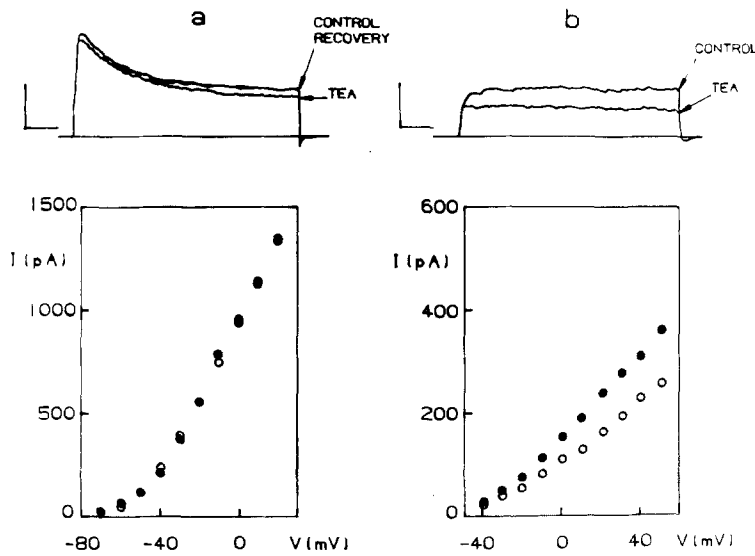 a
b
CONTROL
RECOVERY
TEA
CONTROL
TEA
1500
I(pA)
1000
500
0
-80
-40
0
V(mV)
600
I(pA)
400
200
0
-40
0
40
V(mV)